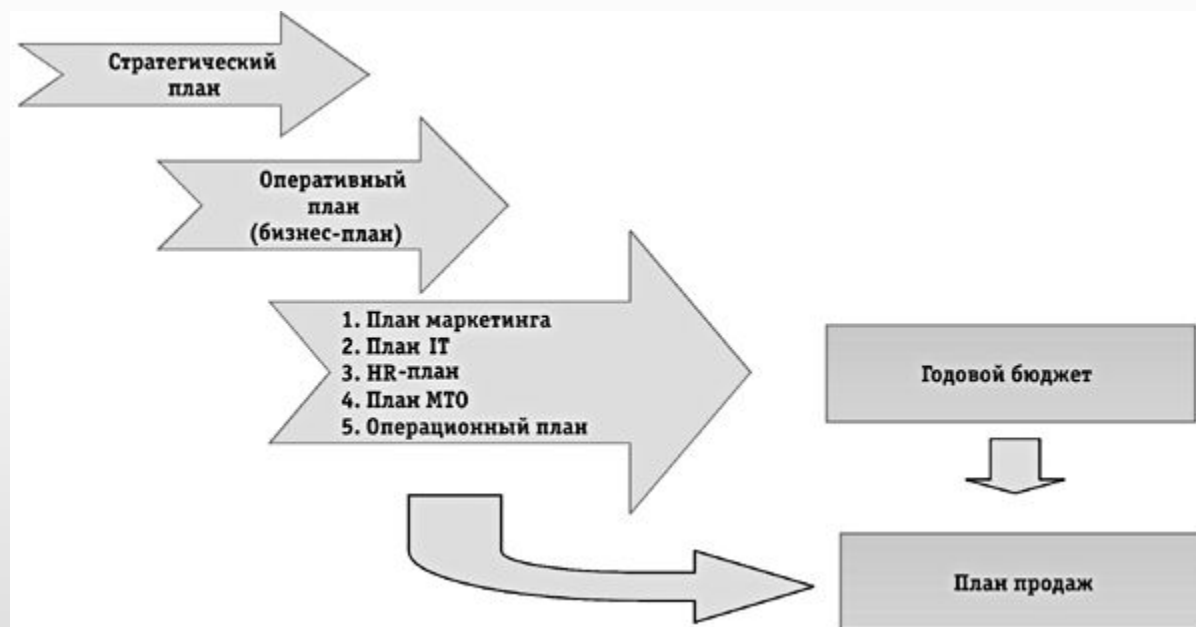 Стратегический
план
Оперативный
план
(бизнес-план)
1. План маркетинга
2. План IT
3. HR-план
4. План МТО
5. Операционный план
Годовой бюджет
План продаж